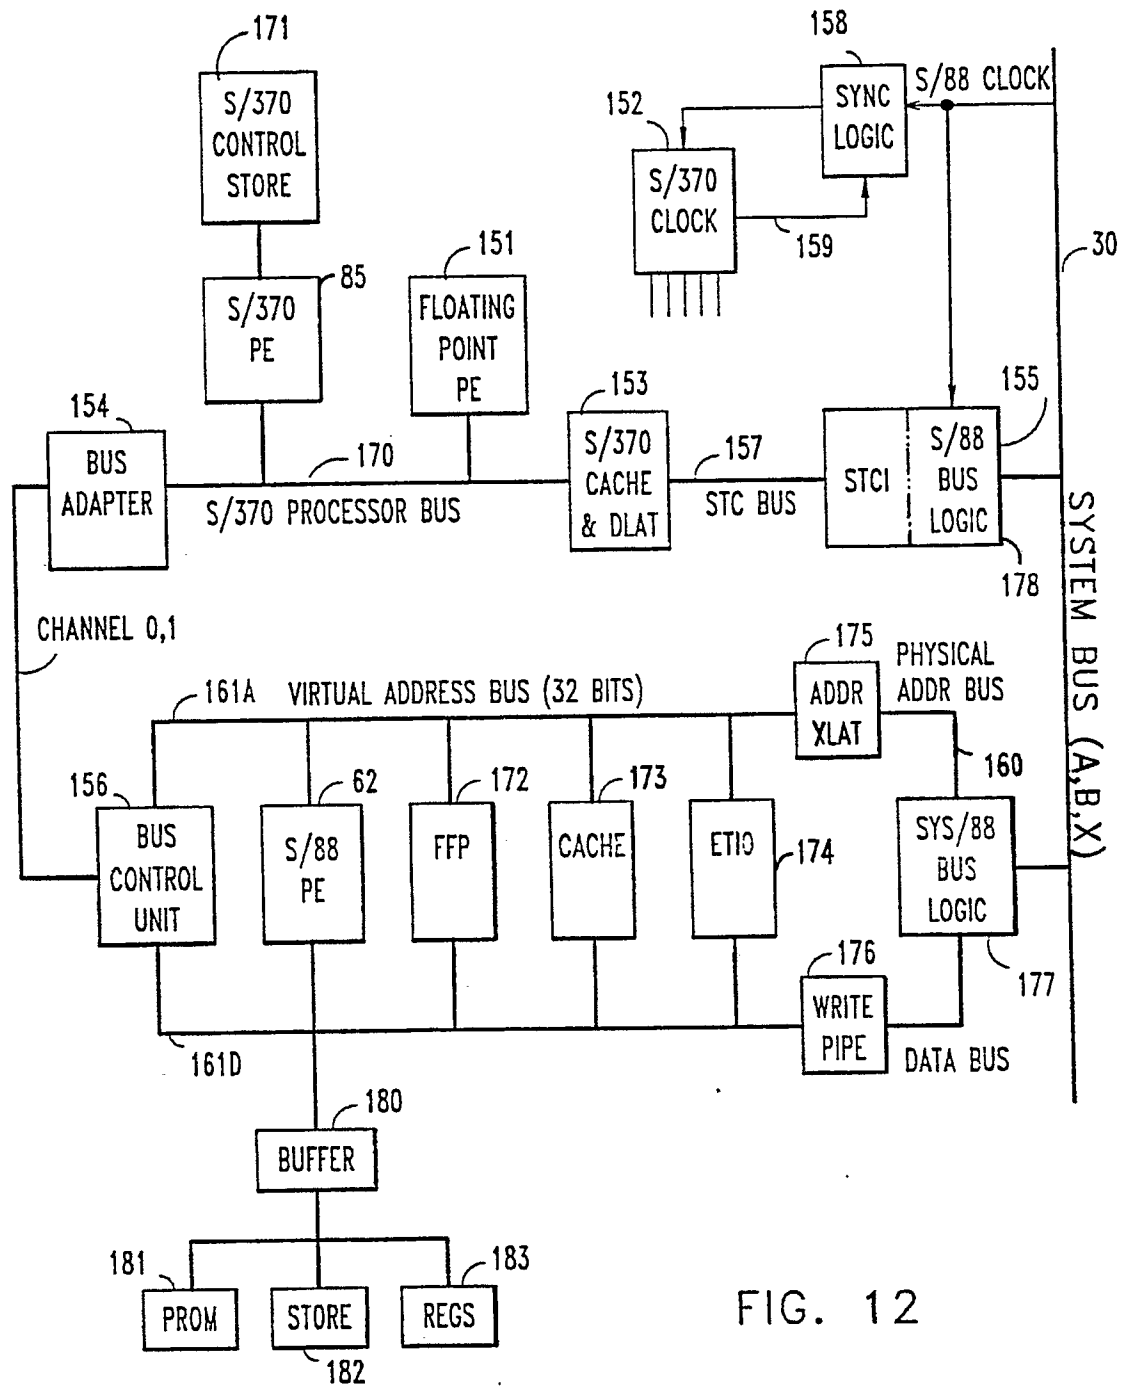 171
158
S/370
CONTROL
STORE
152
SYNC
LOGIC
S/88 CLOCK
S/370
CLOCK
159
30
85
S/370
PE
151
FLOATING
POINT
PE
154
BUS
ADAPTER
170
S/370 PROCESSOR BUS
153
S/370
CACHE
& DLAT
157
STC BUS
STCI
155
S/88
BUS
LOGIC
178
SYSTEM BUS (A,B,X)
CHANNEL 0,1
161A
VIRTUAL ADDRESS BUS (32 BITS)
175
ADDR
XLAT
PHYSICAL
ADDR BUS
160
156
BUS
CONTROL
UNIT
62
S/88
PE
172
FFP
173
CACHE
ETIO
174
SYS/88
BUS
LOGIC
177
176
WRITE
PIPE
161D
DATA BUS
180
BUFFER
181
PROM
STORE
182
183
REGS
FIG. 12